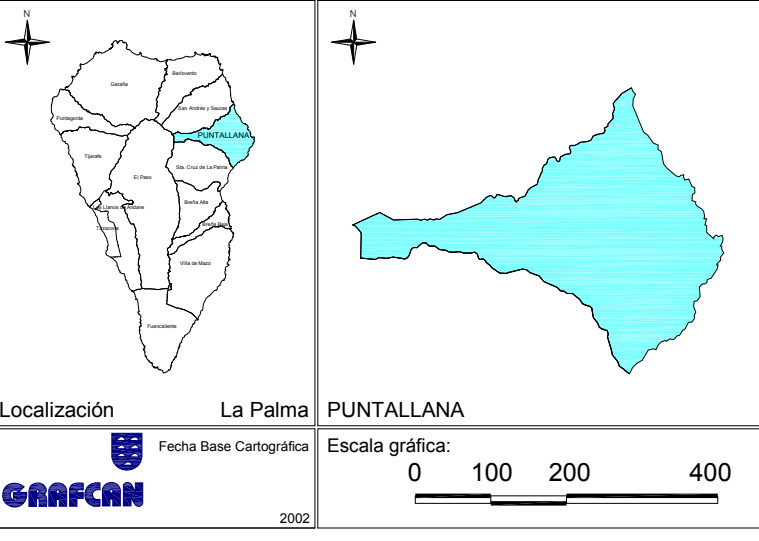 N
Garafía
Barlovento
San Andrés y Sauces
Puntagorda
PUNTALLANA
Tijarafe
Sta. Cruz de La Palma
El Paso
Breña Alta
Los Llanos de Aridane
Breña Baja
Tazacorte
Villa de Mazo
Fuencaliente
Localización
La Palma
N
PUNTALLANA
Fecha Base Cartográfica
GRAFCAN
2002
Escala gráfica:
0 100 200 400